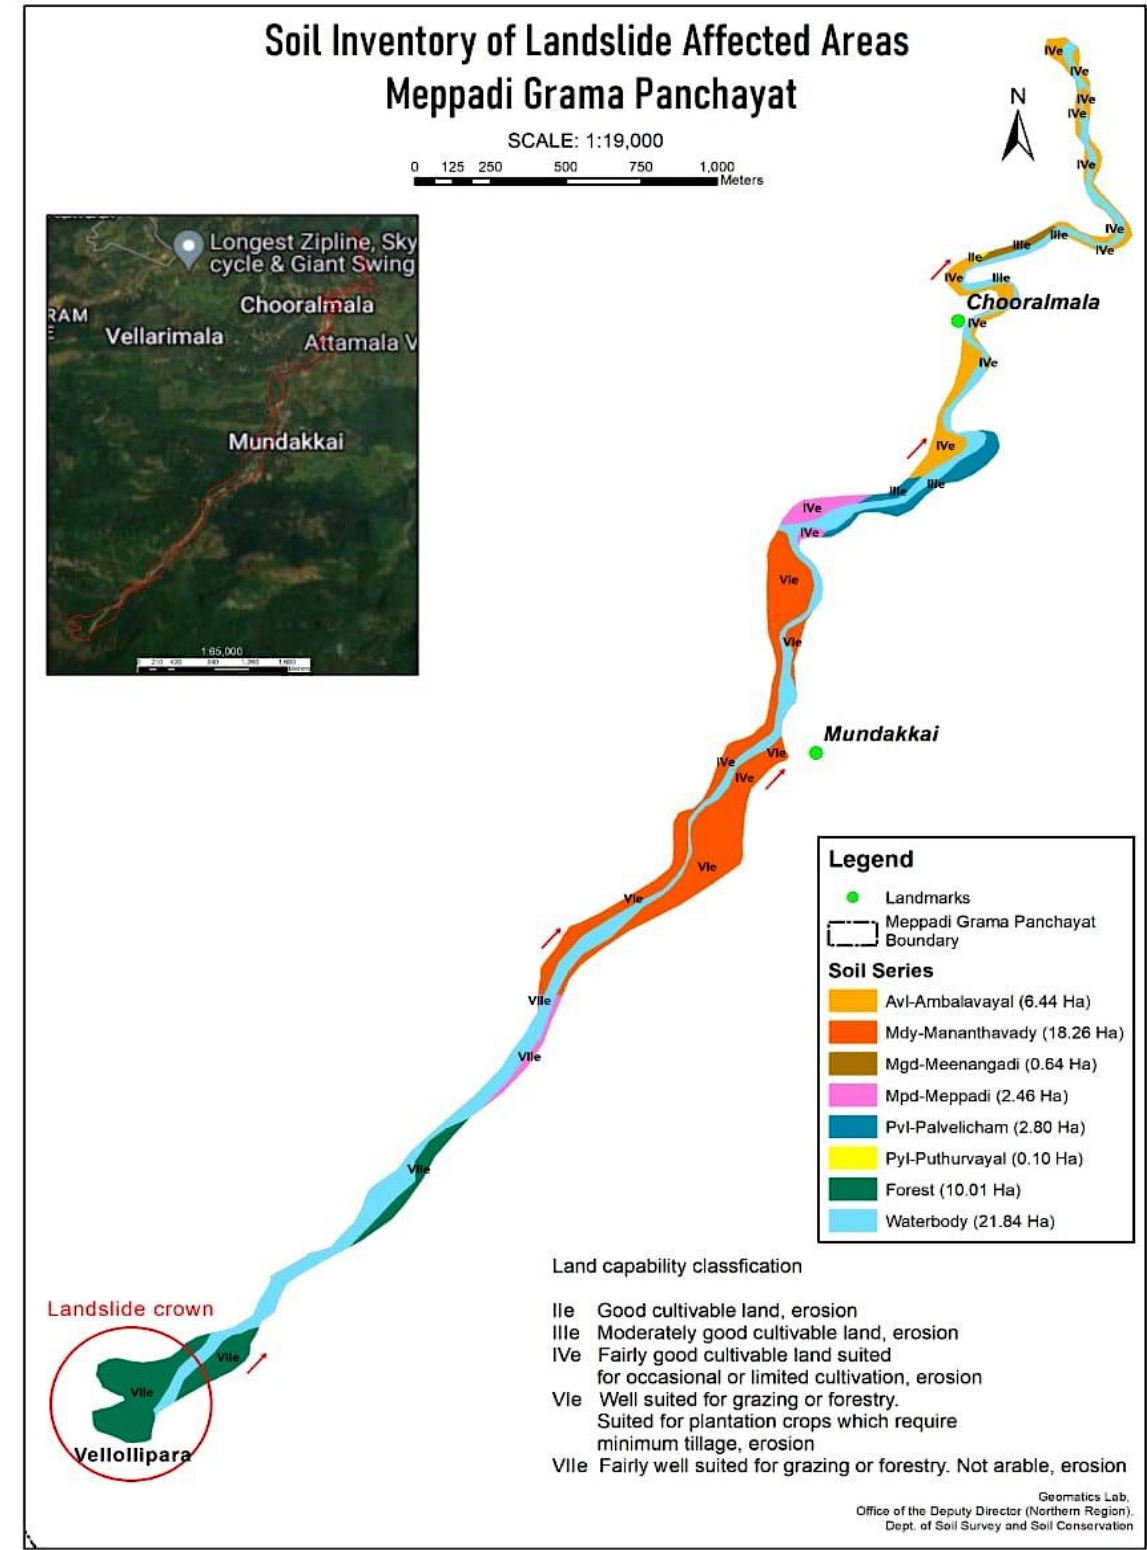 Soil Inventory of Landslide Affected Areas
Meppadi Grama Panchayat
SCALE: 1:19,000
0 125 250 500 750 1,000
Meters
N
IVe
IVe
IVe
IVe
IVe
IVe
IVe
IIIe
IIIe
IIe
IVe
IIIe
Chooralmala
IVe
IVe
IVe
IIIe
IIIe
IVe
IVe
VIe
VIe
Mundakkai
VIe
IVe
IVe
VIe
VIe
VIIe
VIIe
VIIe
Landslide crown
VIIe
VIIe
Vellollipara
Longest Zipline, Sky
cycle & Giant Swing
Chooralmala
RAM
Vellarimala
Attamala V
Mundakkai
1:65,000
Legend
Landmarks
Meppadi Grama Panchayat
Boundary
Soil Series
Avl-Ambalavayal (6.44 Ha)
Mdy-Mananthavady (18.26 Ha)
Mgd-Meenangadi (0.64 Ha)
Mpd-Meppadi (2.46 Ha)
Pvl-Palvelicham (2.80 Ha)
Pyl-Puthurvayal (0.10 Ha)
Forest (10.01 Ha)
Waterbody (21.84 Ha)
Land capability classfication
IIe Good cultivable land, erosion
IIIe Moderately good cultivable land, erosion
IVe Fairly good cultivable land suited
for occasional or limited cultivation, erosion
VIe Well suited for grazing or forestry.
Suited for plantation crops which require
minimum tillage, erosion
VIIe Fairly well suited for grazing or forestry. Not arable, erosion
Geomatics Lab,
Office of the Deputy Director (Northern Region),
Dept. of Soil Survey and Soil Conservation